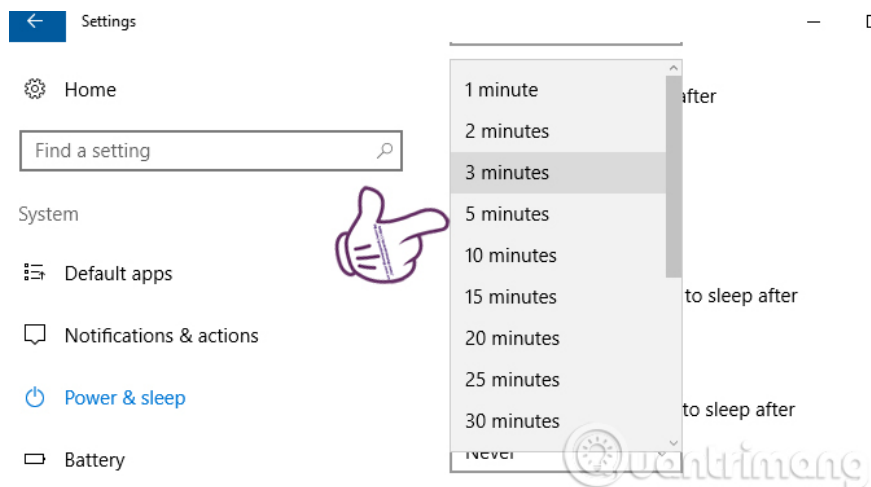 Settings
Home
Find a setting
System
Default apps
Notifications & actions
Power & sleep
Battery
1 minute
2 minutes
3 minutes
5 minutes
10 minutes
15 minutes
20 minutes
25 minutes
30 minutes
Never
after
to sleep after
to sleep after
Quantrimang